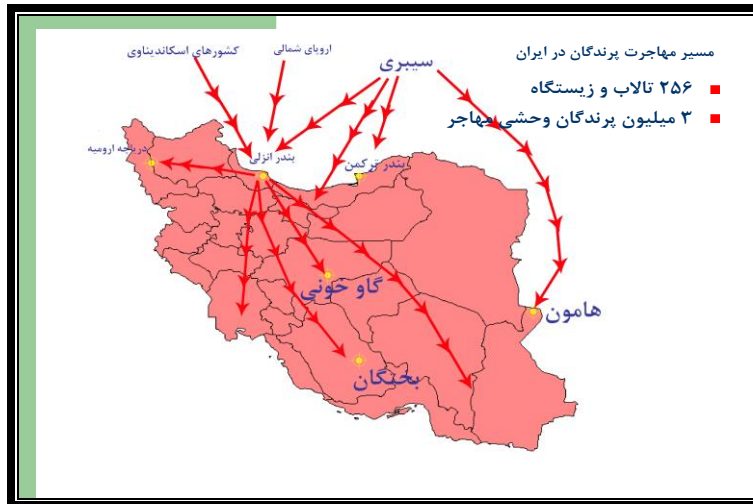 مسیر مهاجرت پرندگان در ایران
۲۵۶ تالاب و زیستگاه
۳ میلیون پرندگان وحشی مهاجر
سیبری
اروپای شمالی
کشورهای اسکاندیناوی
دریاچه ارومیه
بندر انزلی
بندر ترکمن
گاو خونی
هامون
بختگان